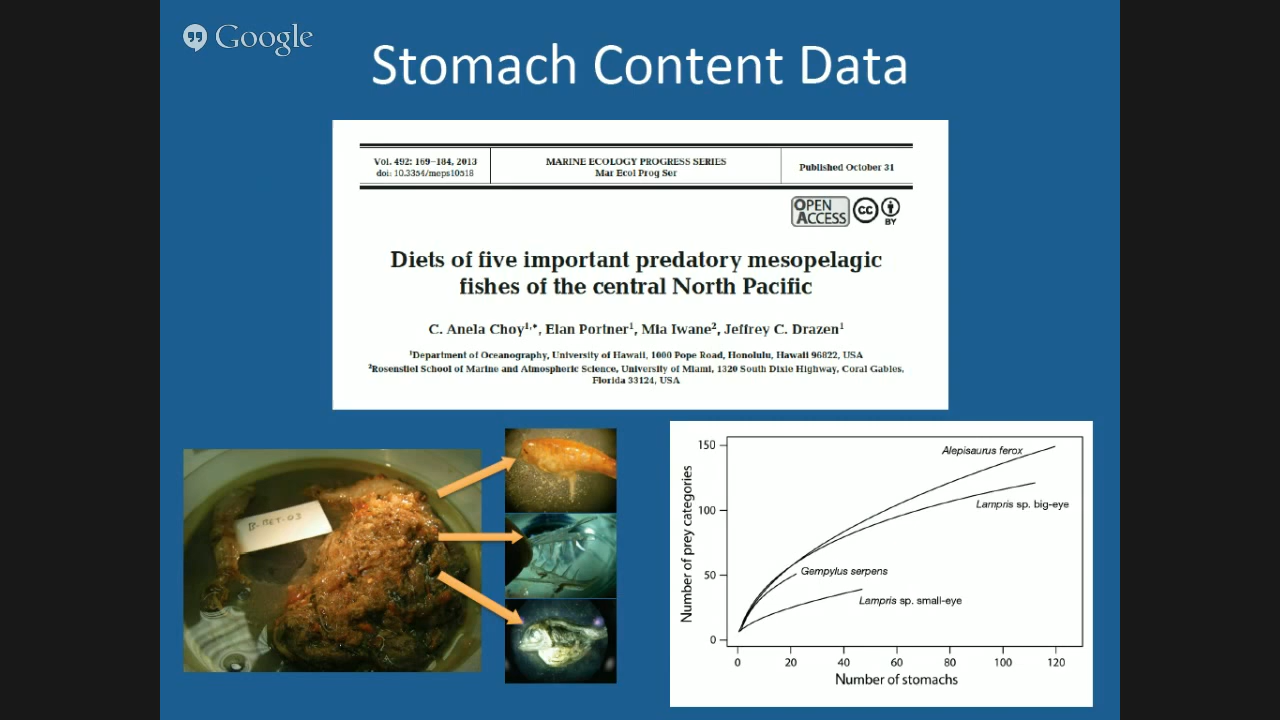 Google
Stomach Content Data
Vol. 492: 169–184, 2013
doi: 10.3354/meps10518
MARINE ECOLOGY PROGRESS SERIES
Mar Ecol Prog Ser
Published October 31
OPEN ACCESS
CC
BY
Diets of five important predatory mesopelagic
fishes of the central North Pacific
C. Anela Choy1,*, Elan Portner1, Mia Iwane2, Jeffrey C. Drazen1
1Department of Oceanography, University of Hawaii, 1000 Pope Road, Honolulu, Hawaii 96822, USA
2Rosenstiel School of Marine and Atmospheric Science, University of Miami, 1320 South Dixie Highway, Coral Gables,
Florida 33124, USA
Number of prey categories
150
100
50
0
Alepisaurus ferox
Lampris sp. big-eye
Gempylus serpens
Lampris sp. small-eye
0 20 40 60 80 100 120
Number of stomachs